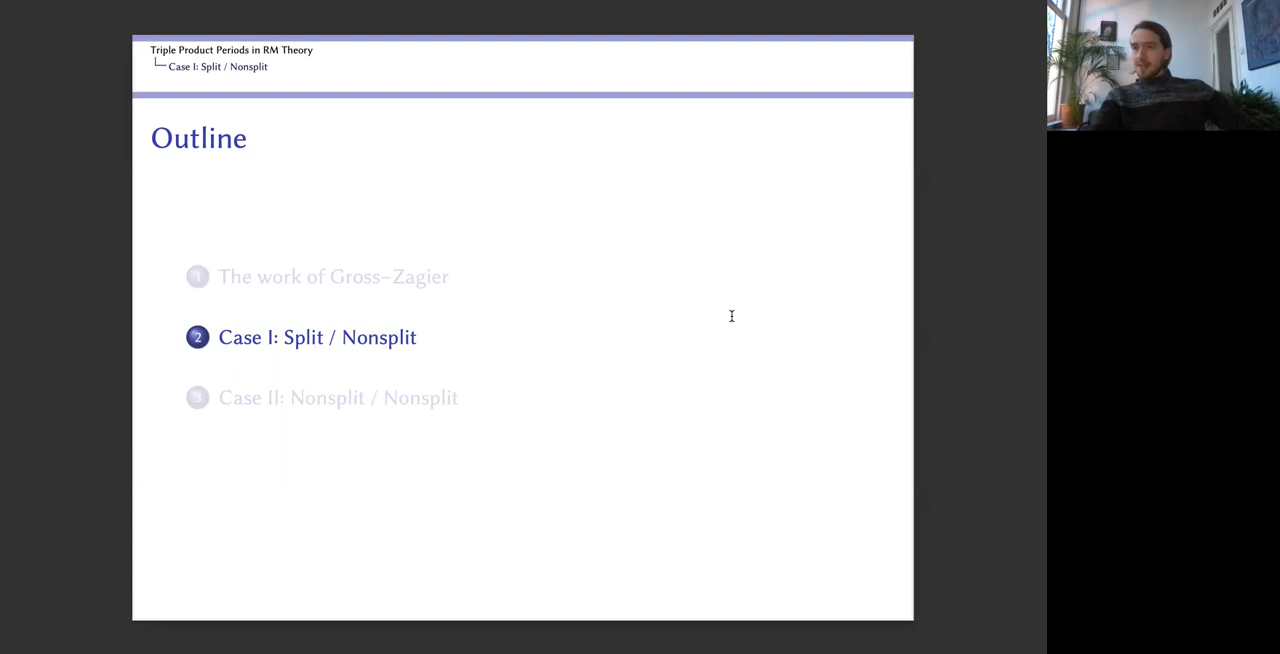 Triple Product Periods in RM Theory
Case I: Split / Nonsplit
Outline
1 The work of Gross–Zagier
2 Case I: Split / Nonsplit
3 Case II: Nonsplit / Nonsplit